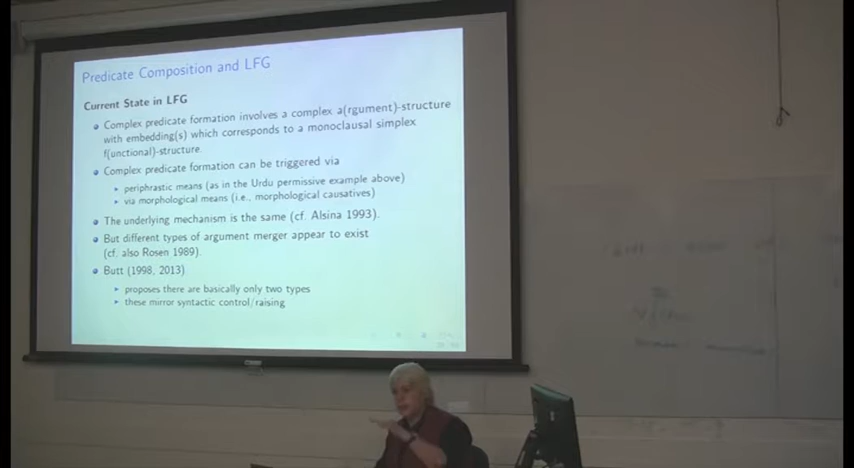 Predicate Composition and LFG
Current State in LFG
Complex predicate formation involves a complex a(rgument)-structure
with embedding(s) which corresponds to a monoclausal simplex
f(unctional)-structure.
Complex predicate formation can be triggered via
periphrastic means (as in the Urdu permissive example above)
via morphological means (i.e., morphological causatives)
The underlying mechanism is the same (cf. Alsina 1993).
But different types of argument merger appear to exist
(cf. also Rosen 1989).
Butt (1998, 2013)
proposes there are basically only two types
these mirror syntactic control/raising